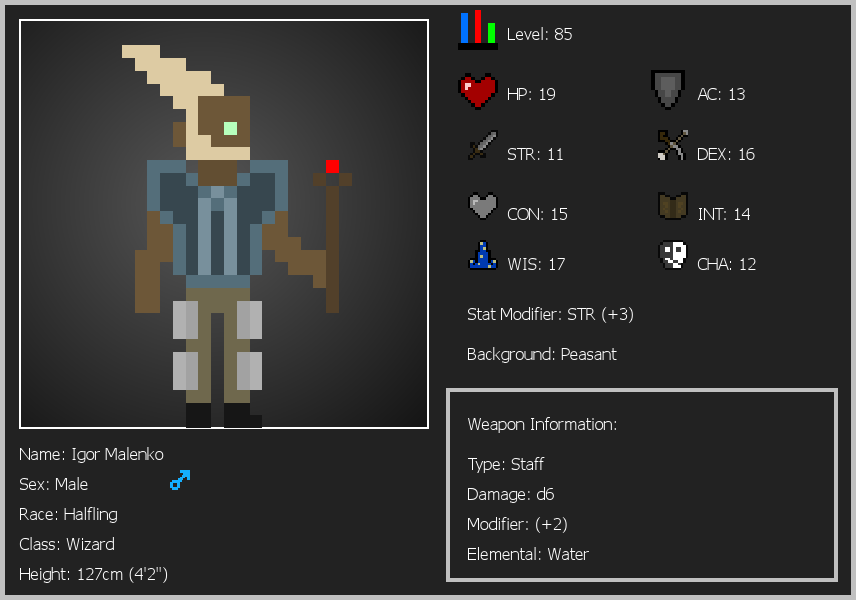 Level: 85
HP: 19
AC: 13
STR: 11
DEX: 16
CON: 15
INT: 14
WIS: 17
CHA: 12
Stat Modifier: STR (+3)
Background: Peasant
Weapon Information:
Type: Staff
Damage: d6
Modifier: (+2)
Elemental: Water
Name: Igor Malenko
Sex: Male
Race: Halfling
Class: Wizard
Height: 127cm (4'2")